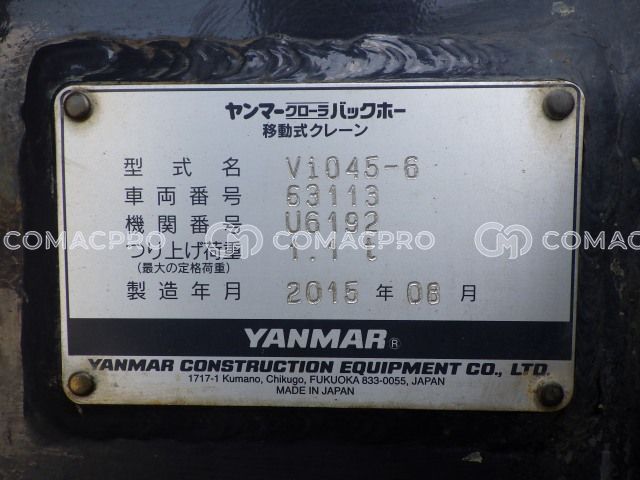 ヤンマークローラバックホー
移動式クレーン
型式名 Vi045-6
車両番号 63113
機関番号 U6192
つり上げ荷重 1.1 t
(最大の定格荷重)
COMACPRO CM COMACPRO CM COMACPRO
製造年月 2015 年 08 月
YANMAR®
YANMAR CONSTRUCTION EQUIPMENT CO., LTD.
1717-1 Kumano, Chikugo, FUKUOKA 833-0055, JAPAN
MADE IN JAPAN